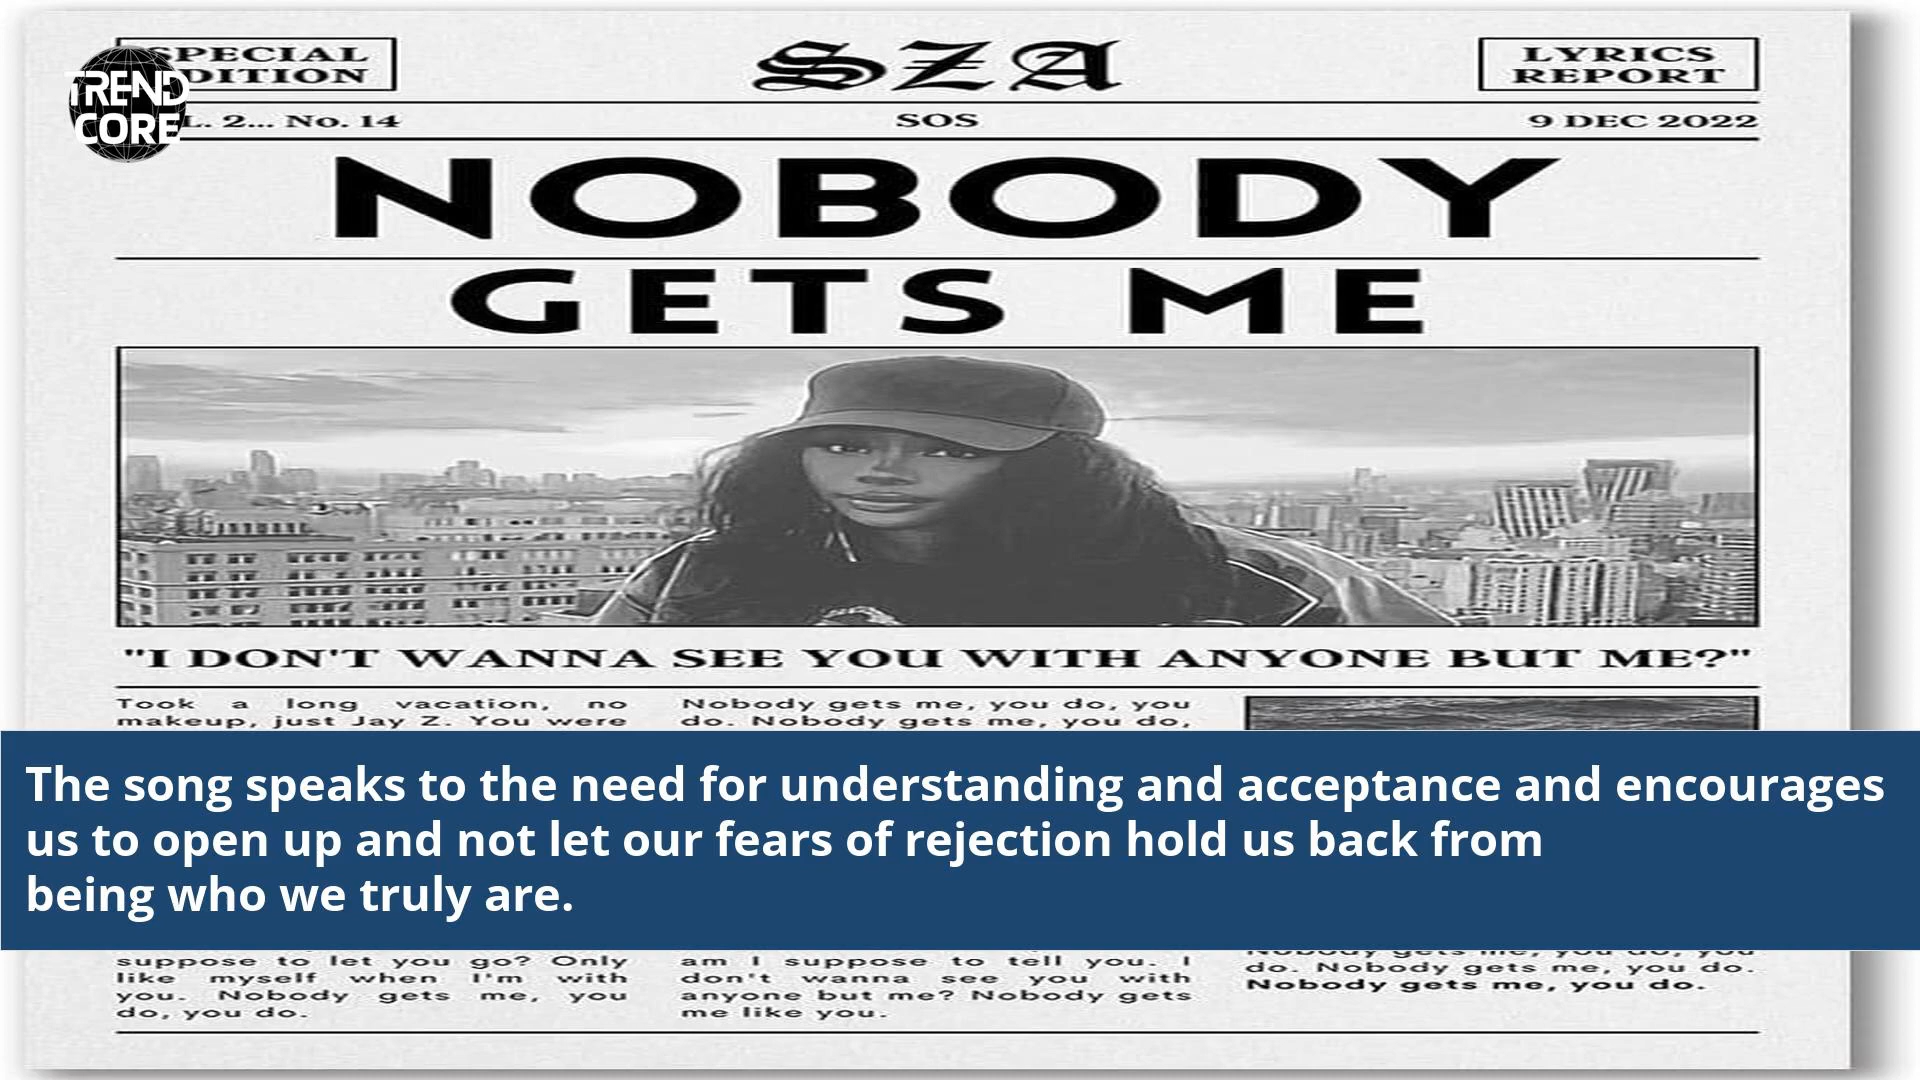 SPECIAL
EDITION
TREND
CORE
L. 2... No. 14
SZA
SOS
LYRICS
REPORT
9 DEC 2022
NOBODY
GETS ME
"I DON'T WANNA SEE YOU WITH ANYONE BUT ME?"
Took a long vacation, no
makeup, just Jay Z. You were
Nobody gets me, you do, you
do. Nobody gets me, you do,
The song speaks to the need for understanding and acceptance and encourages
us to open up and not let our fears of rejection hold us back from
being who we truly are.
suppose to let you go? Only
like myself when I'm with
you. Nobody gets me, you
do, you do.
am I suppose to tell you. I
don't wanna see you with
anyone but me? Nobody gets
me like you.
Nobody gets me, you do, you
do. Nobody gets me, you do.
Nobody gets me, you do.